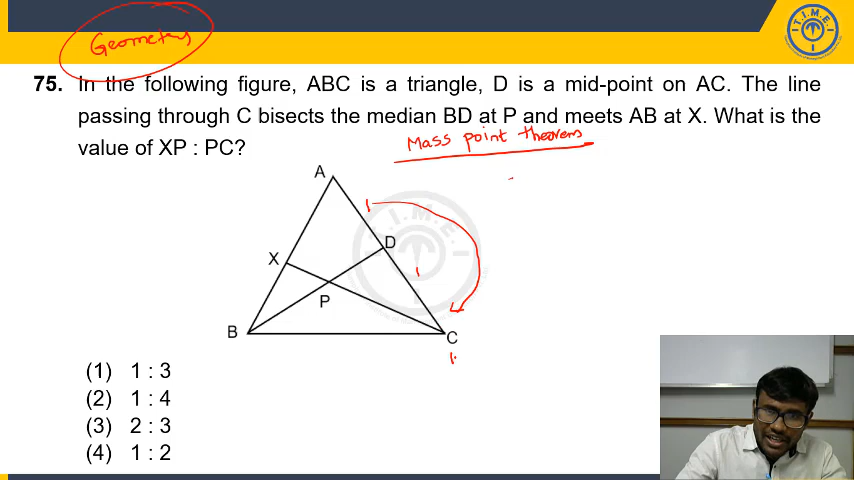 T.I.M.E.
Geometry
75. In the following figure, ABC is a triangle, D is a mid-point on AC. The line
passing through C bisects the median BD at P and meets AB at X. What is the
value of XP : PC?
Mass point theorem
A
1
T.I.M.E.
D
X
1
P
B
C
1
(1) 1 : 3
(2) 1 : 4
(3) 2 : 3
(4) 1 : 2